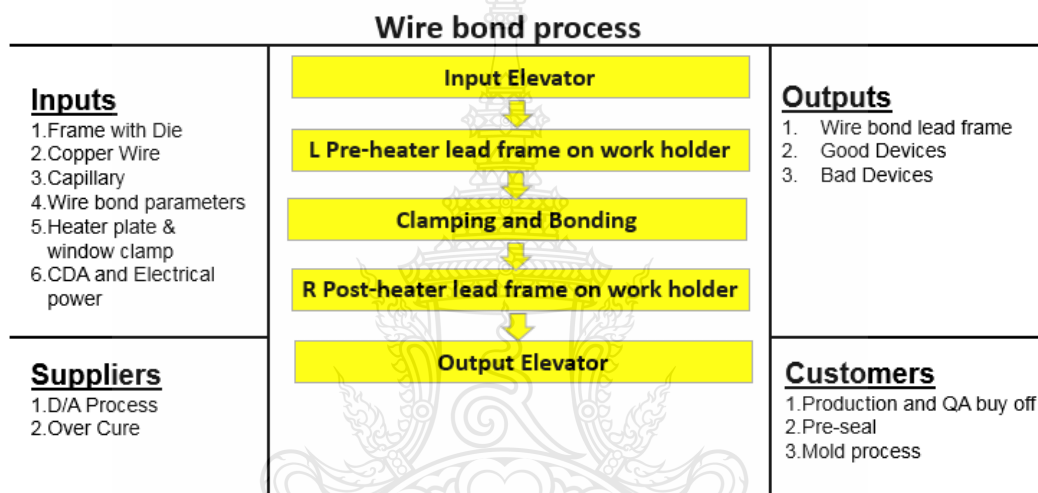 Wire bond process
Inputs
1.Frame with Die
2.Copper Wire
3.Capillary
4.Wire bond parameters
5.Heater plate &
window clamp
6.CDA and Electrical
power
Suppliers
1.D/A Process
2.Over Cure
Input Elevator
L Pre-heater lead frame on work holder
Clamping and Bonding
R Post-heater lead frame on work holder
Output Elevator
Outputs
1. Wire bond lead frame
2. Good Devices
3. Bad Devices
Customers
1.Production and QA buy off
2.Pre-seal
3.Mold process